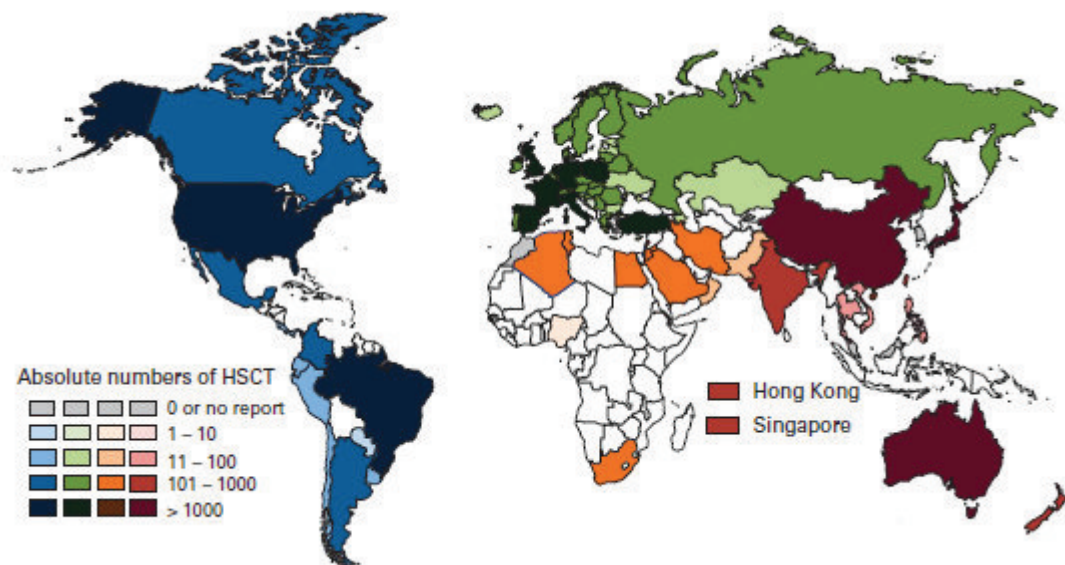 Absolute numbers of HSCT
0 or no report
1 – 10
11 – 100
101 – 1000
> 1000
Hong Kong
Singapore